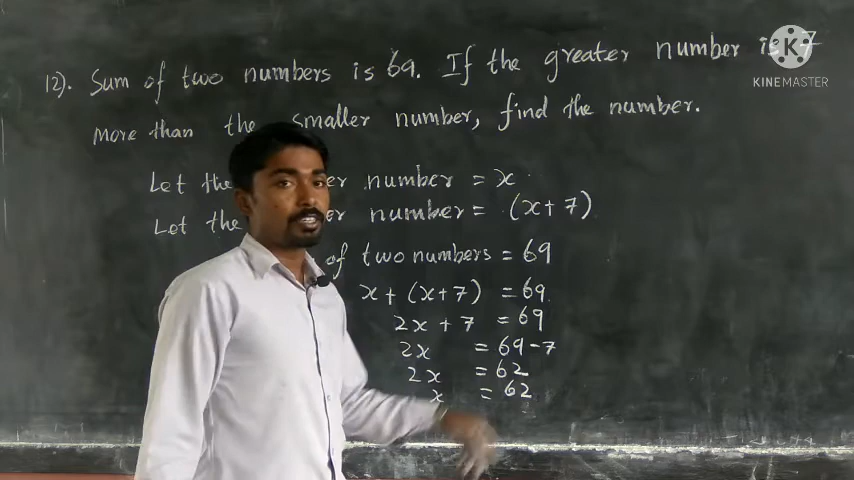 12). Sum of two numbers is 69. If the greater number is 7
K
KINEMASTER
more than the smaller number, find the number.
Let the number = x.
Let the number = (x+7)
of two numbers = 69
x + (x+7) = 69.
2x + 7 = 69
2x = 69-7
2x = 62
x = 62